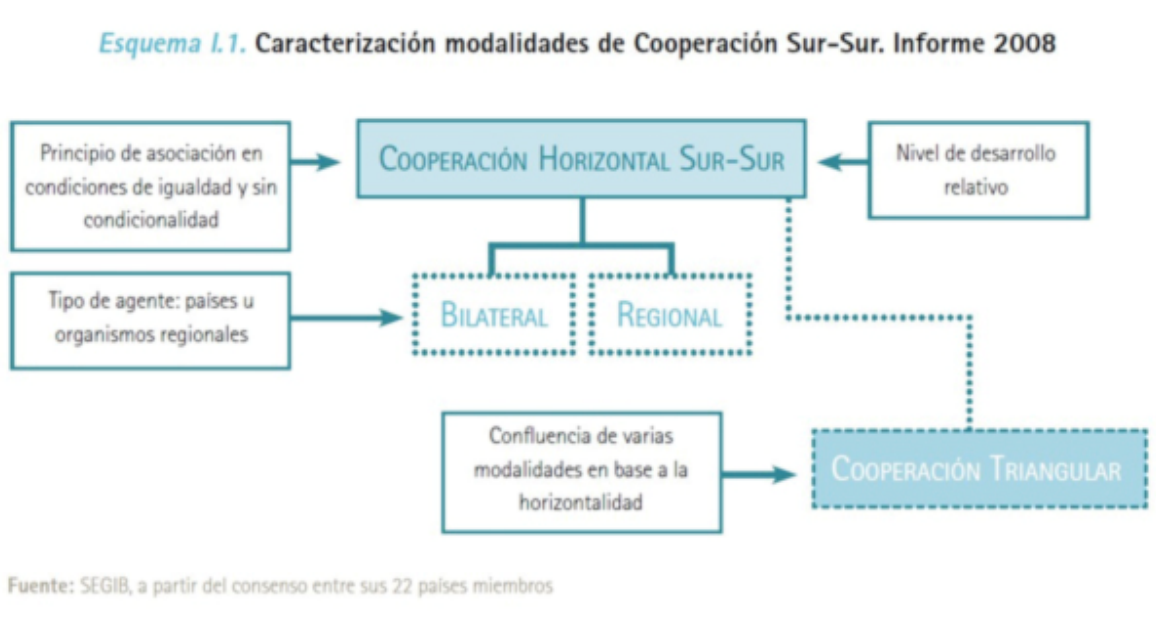 Esquema I.1. Caracterización modalidades de Cooperación Sur-Sur. Informe 2008
Principio de asociación en
condiciones de igualdad y sin
condicionalidad
COOPERACIÓN HORIZONTAL SUR-SUR
Nivel de desarrollo
relativo
Tipo de agente: países u
organismos regionales
BILATERAL
REGIONAL
Confluencia de varias
modalidades en base a la
horizontalidad
COOPERACIÓN TRIANGULAR
Fuente: SEGIB, a partir del consenso entre sus 22 países miembros